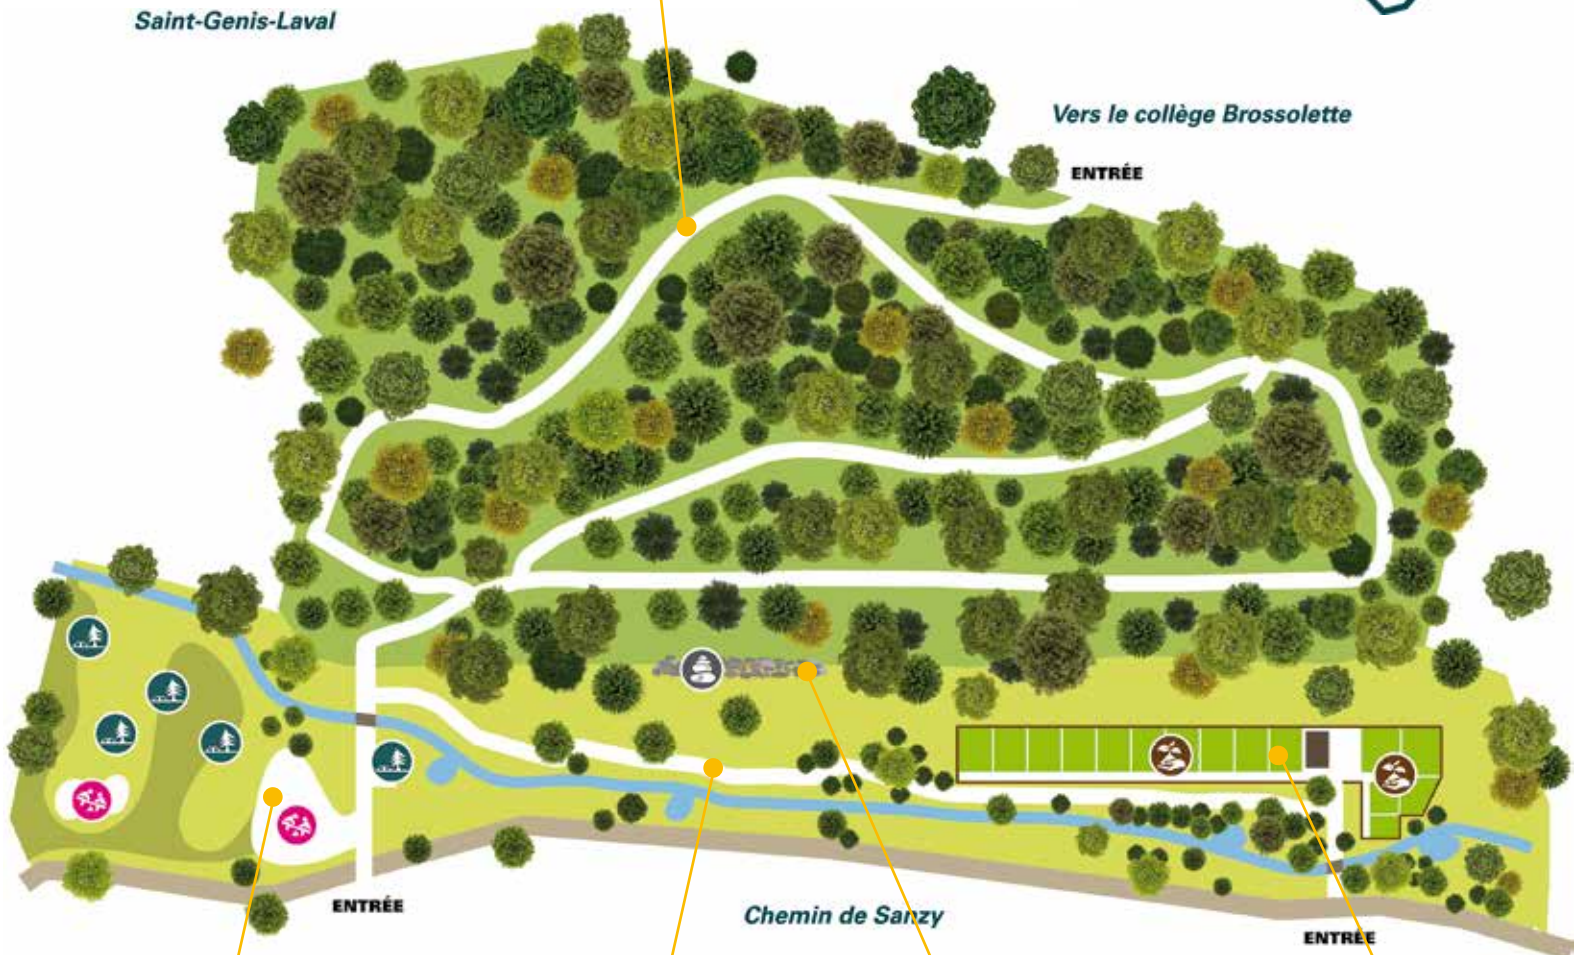 Saint-Genis-Laval
Vers le collège Brossolette
ENTRÉE
ENTRÉE
Chemin de Sanzy
ENTRÉE